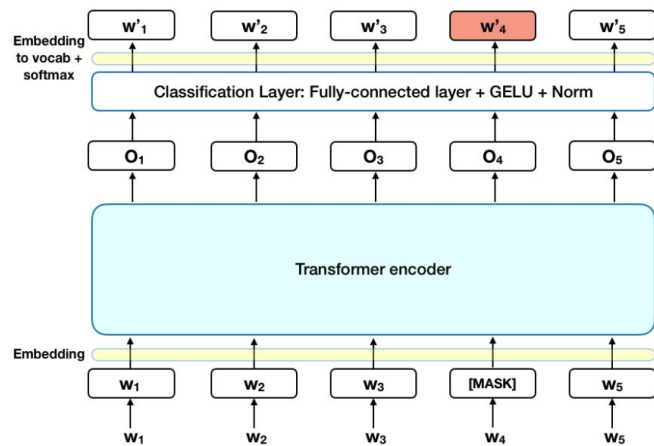 w'₁ w'₂ w'₃ w'₄ w'₅
Embedding
to vocab +
softmax
Classification Layer: Fully-connected layer + GELU + Norm
O₁ O₂ O₃ O₄ O₅
Transformer encoder
Embedding
w₁ w₂ w₃ [MASK] w₅
w₁ w₂ w₃ w₄ w₅